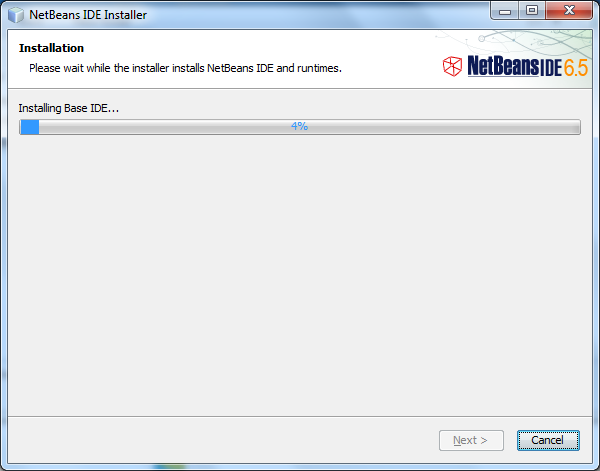 NetBeans IDE Installer
Installation
Please wait while the installer installs NetBeans IDE and runtimes.
NetBeans IDE 6.5
Installing Base IDE...
4%
Next >
Cancel